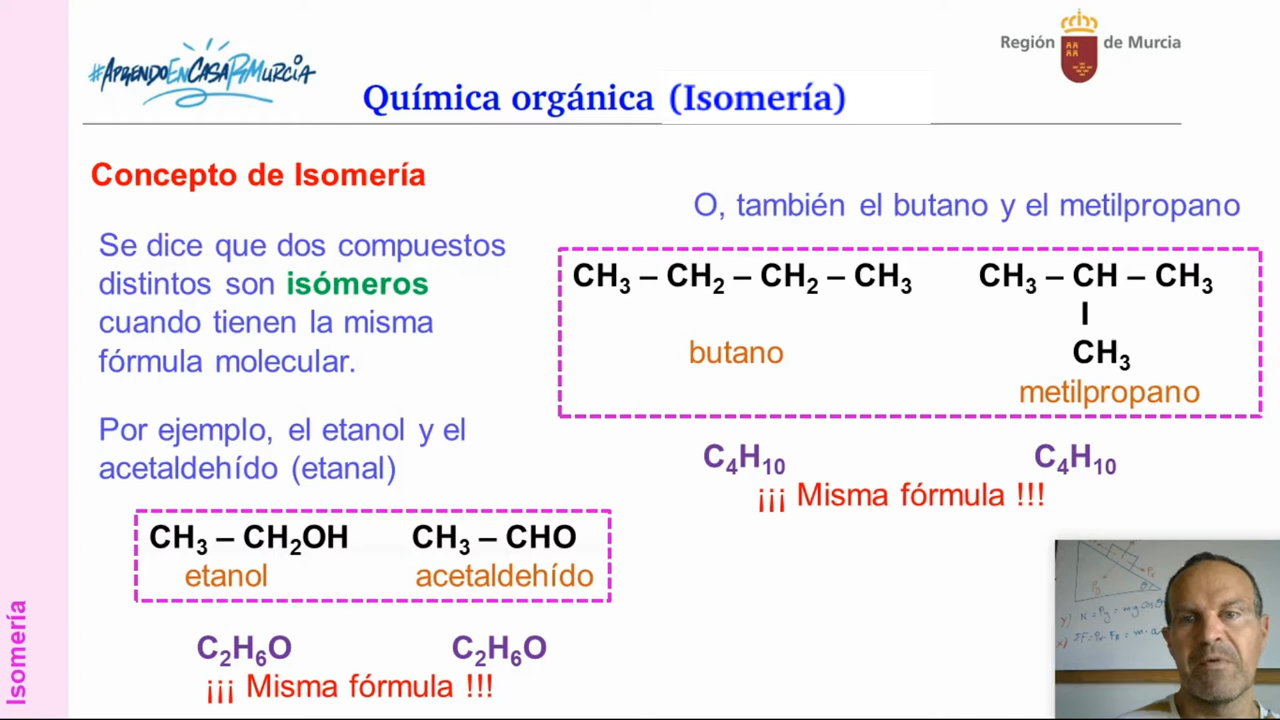 #AprendoEnCasaRMurcia
Región de Murcia
Química orgánica (Isomería)
Concepto de Isomería
Se dice que dos compuestos
distintos son isómeros
cuando tienen la misma
fórmula molecular.
Por ejemplo, el etanol y el
acetaldehído (etanal)
CH₃ – CH₂OH CH₃ – CHO
etanol acetaldehído
C₂H₆O C₂H₆O
¡¡¡ Misma fórmula !!!
O, también el butano y el metilpropano
CH₃ – CH₂ – CH₂ – CH₃ CH₃ – CH – CH₃
I
butano CH₃
metilpropano
C₄H₁₀ C₄H₁₀
¡¡¡ Misma fórmula !!!
Isomería